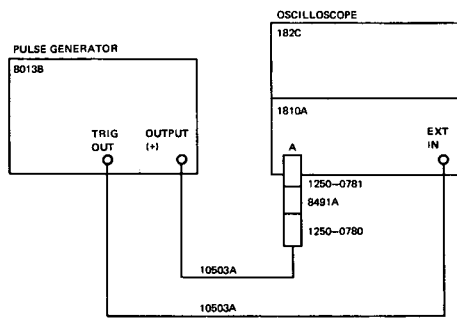 OSCILLOSCOPE
182C
PULSE GENERATOR
8013B
1810A
TRIG OUT
OUTPUT (+)
A
EXT IN
1250-0781
8491A
1250-0780
10503A
10503A